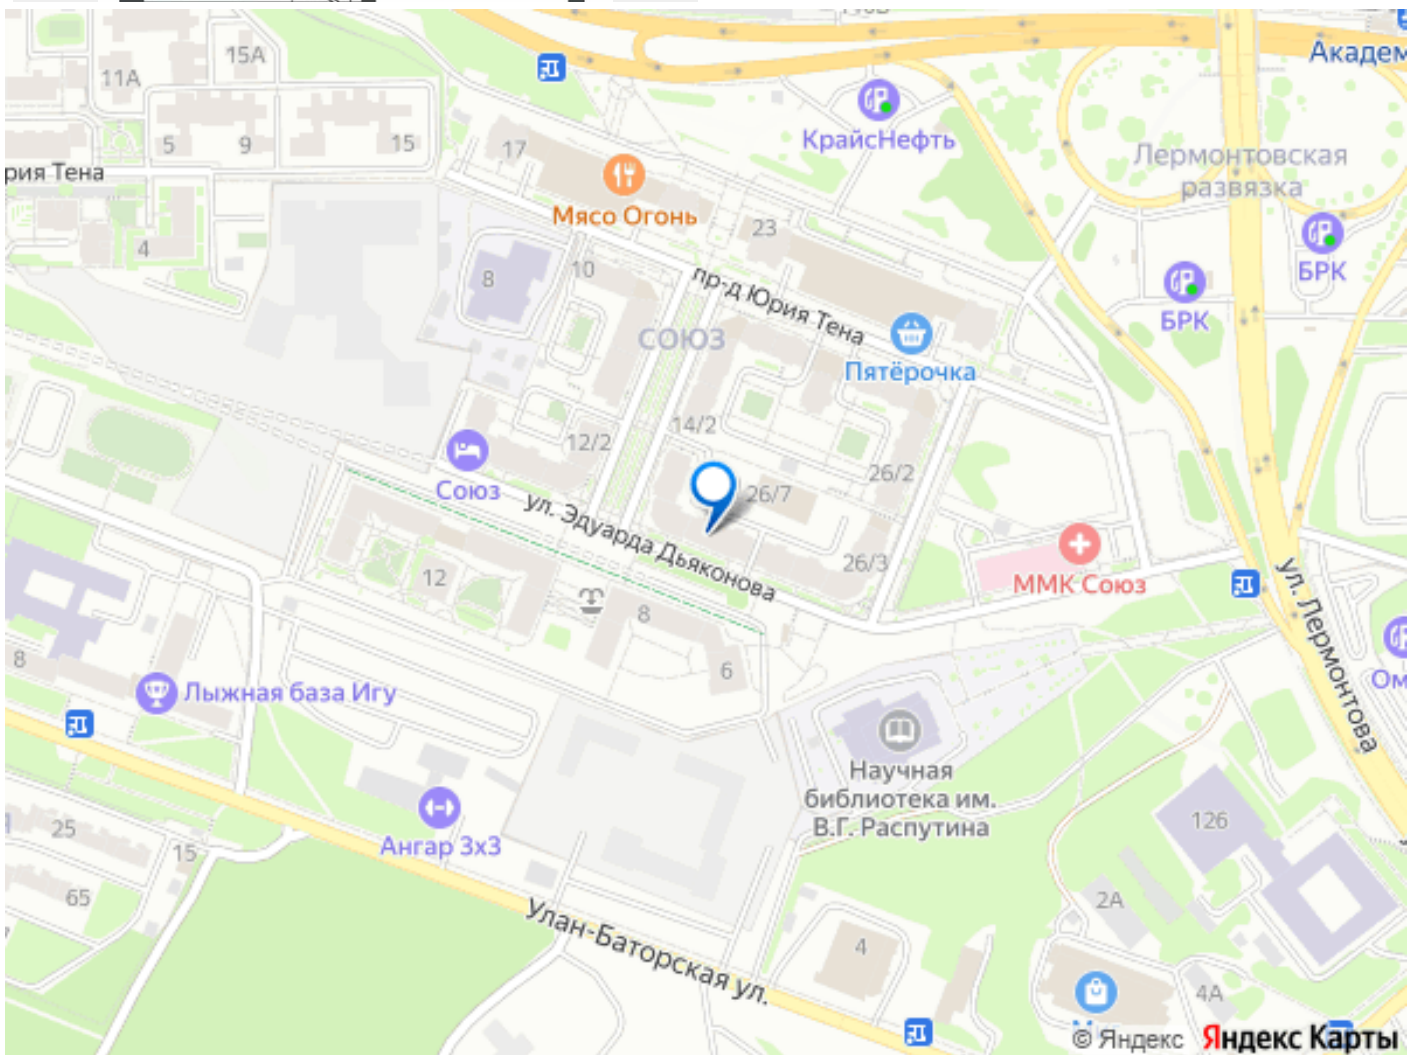 Академ
15А
11А
КрайсНефть
5
9
15
17
Лермонтовская
развязка
рия Тена
Мясо Огонь
23
4
8
10
БРК
пр-д Юрия Тена
БРК
СОЮЗ
Пятёрочка
14/2
12/2
26/2
Союз
26/7
ул. Эдуарда Дьяконова
26/3
ММК Союз
12
8
ул. Лермонтова
6
8
Лыжная база Игу
Ом
Научная
библиотека им.
В.Г. Распутина
25
15
Ангар 3х3
126
65
2А
Улан-Баторская ул.
4
4А
© Яндекс Яндекс Карты